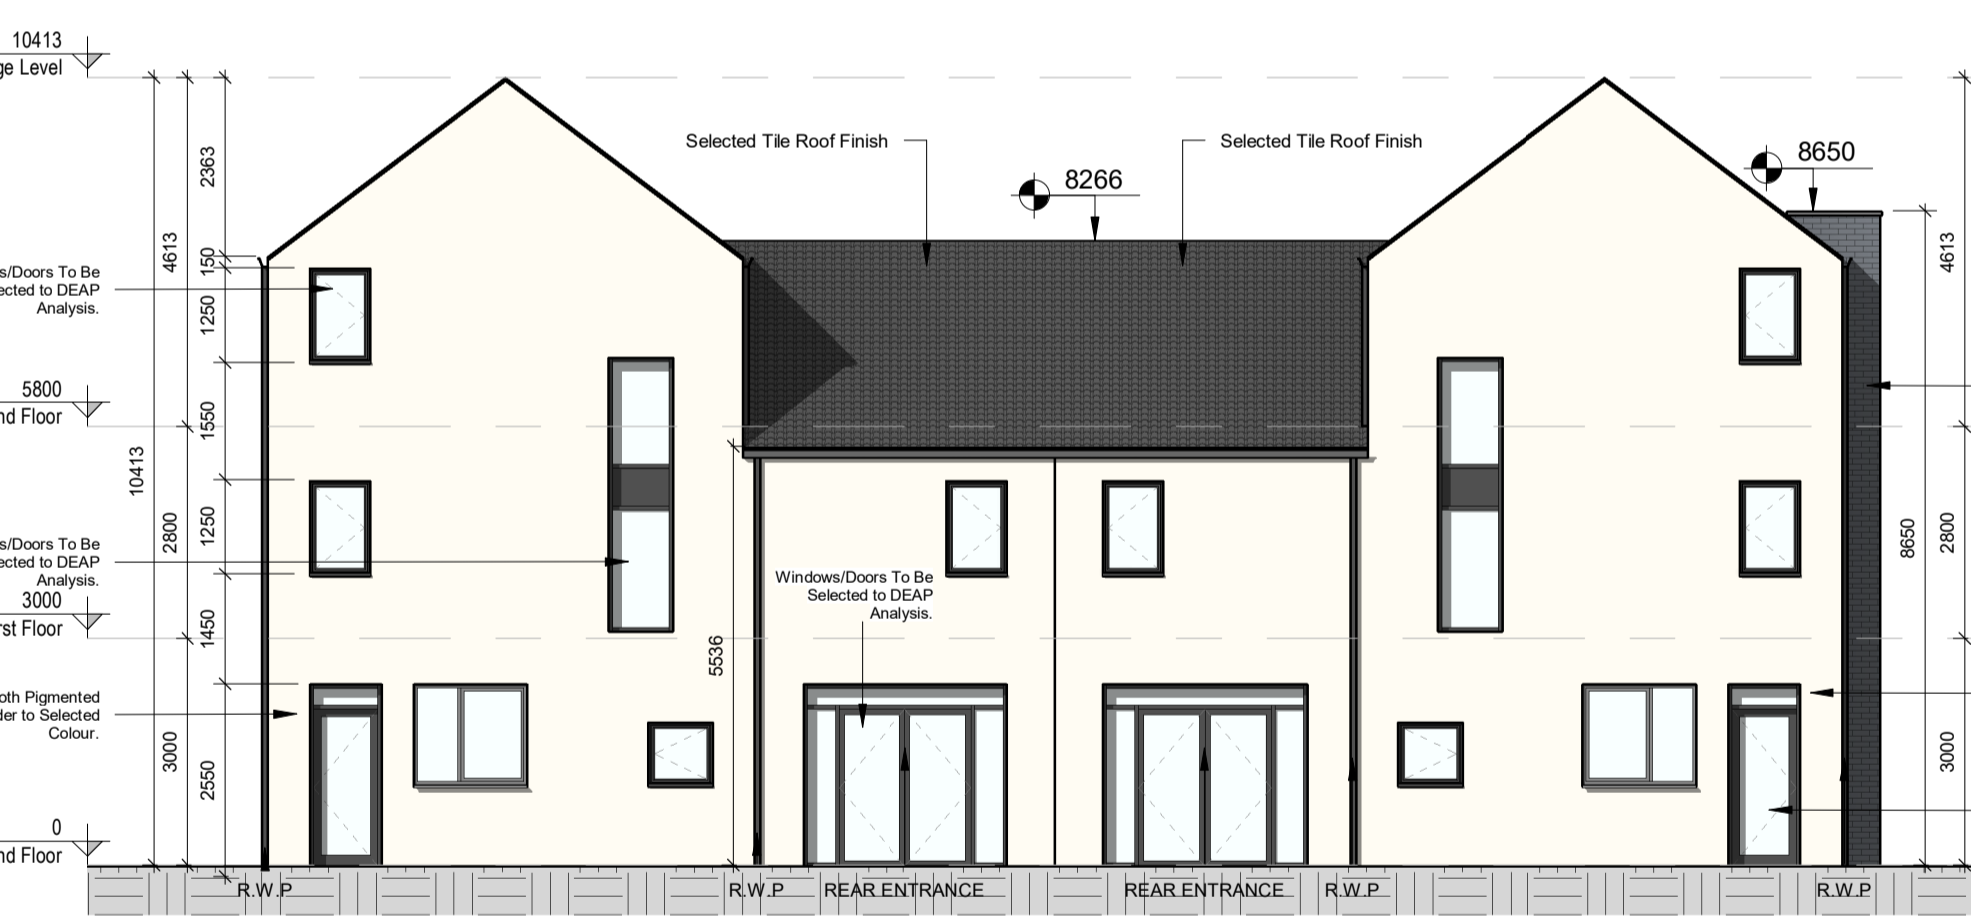 10413
ge Level
Selected Tile Roof Finish
Selected Tile Roof Finish
8266
8650
2363
4613
150
1250
1550
10413
2800
1250
1450
3000
2550
s/Doors To Be
ected to DEAP
Analysis.
5800
nd Floor
s/Doors To Be
ected to DEAP
Analysis.
3000
rst Floor
oth Pigmented
der to Selected
Colour.
0
nd Floor
Windows/Doors To Be
Selected to DEAP
Analysis.
5536
4613
8650
2800
3000
R.W.P
R.W.P
REAR ENTRANCE
REAR ENTRANCE
R.W.P
R.W.P